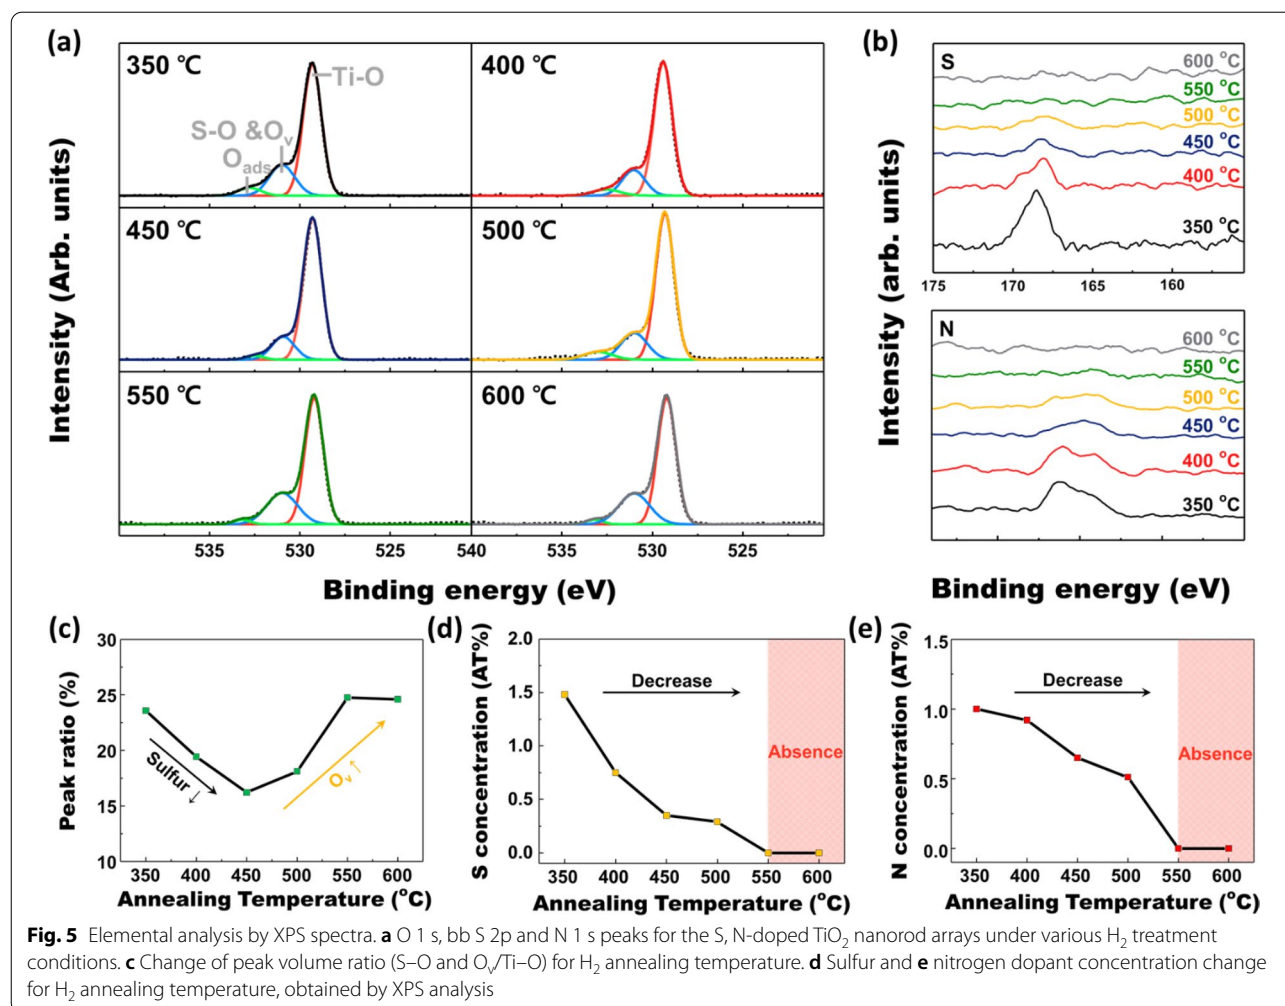 (a)
350 ℃
Ti-O
S-O &Oᵥ
Oads
400 ℃
450 ℃
500 ℃
550 ℃
600 ℃
535 530 525 540 535 530 525
Intensity (Arb. units)
Binding energy (eV)
(b)
S
600 °C
550 °C
500 °C
450 °C
400 °C
350 °C
175 170 165 160
N
600 °C
550 °C
500 °C
450 °C
400 °C
350 °C
Intensity (arb. units)
Binding energy (eV)
(c)
30
25
20
15
10
Peak ratio (%)
Sulfur ↓
Oᵥ↑
350 400 450 500 550 600
Annealing Temperature (°C)
(d)
2.0
1.5
1.0
0.5
0.0
S concentration (AT%)
Decrease
Absence
350 400 450 500 550 600
Annealing Temperature (°C)
(e)
1.5
1.0
0.5
0.0
N concentration (AT%)
Decrease
Absence
350 400 450 500 550 600
Annealing Temperature (°C)
Fig. 5 Elemental analysis by XPS spectra. a O 1 s, bb S 2p and N 1 s peaks for the S, N-doped TiO₂ nanorod arrays under various H₂ treatment
conditions. c Change of peak volume ratio (S–O and Oᵥ/Ti–O) for H₂ annealing temperature. d Sulfur and e nitrogen dopant concentration change
for H₂ annealing temperature, obtained by XPS analysis